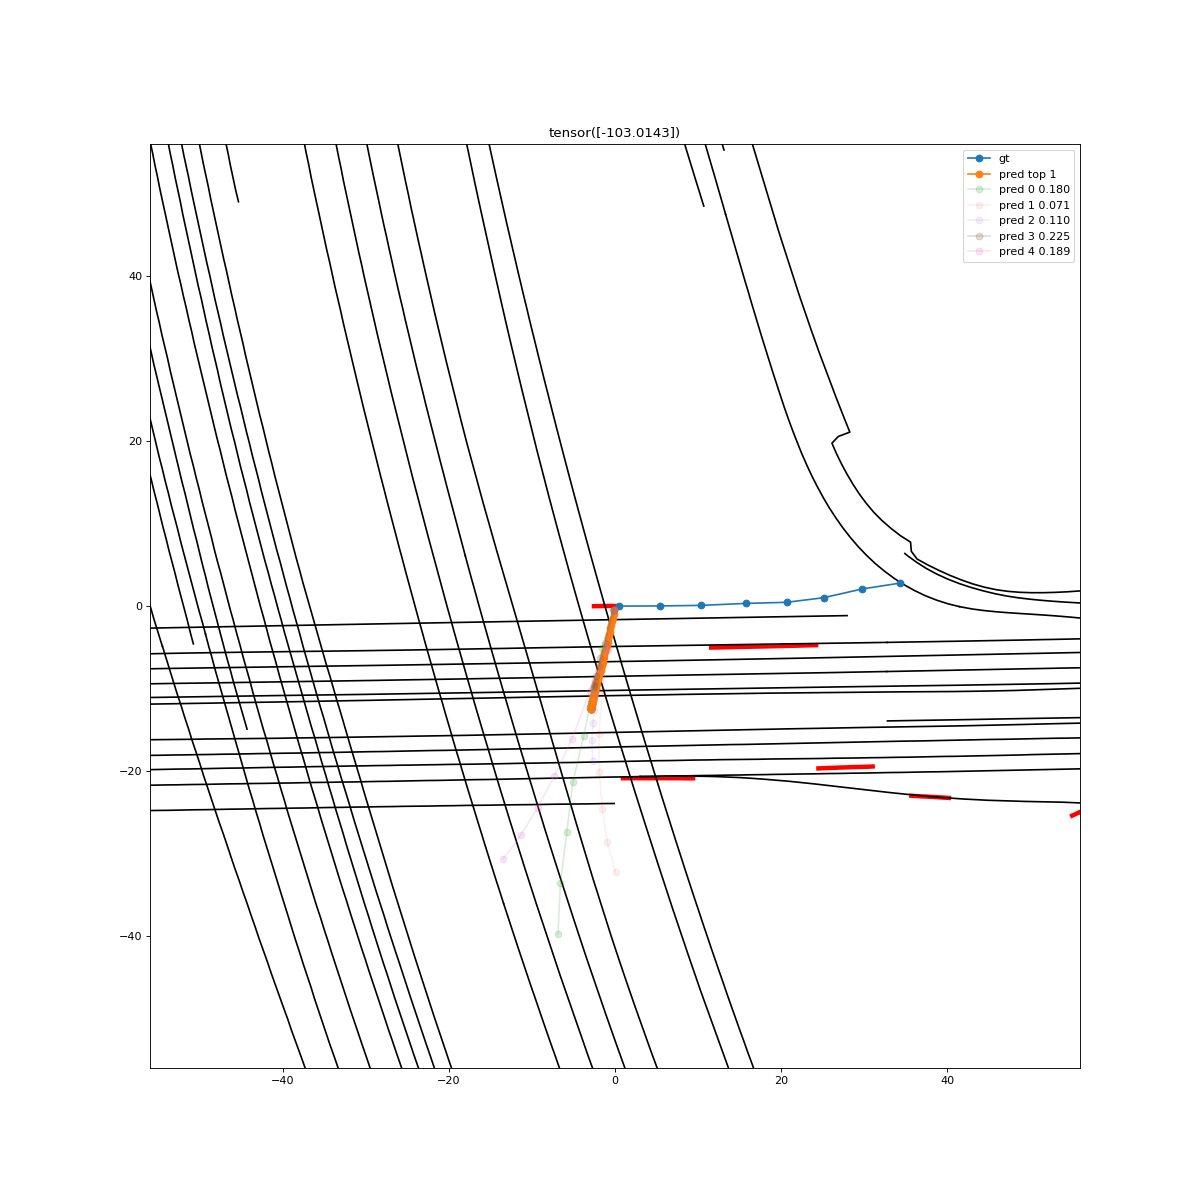 tensor([-103.0143])
gt
pred top 1
pred 0 0.180
pred 1 0.071
pred 2 0.110
pred 3 0.225
pred 4 0.189
40
20
0
−20
−40
−40
−20
0
20
40